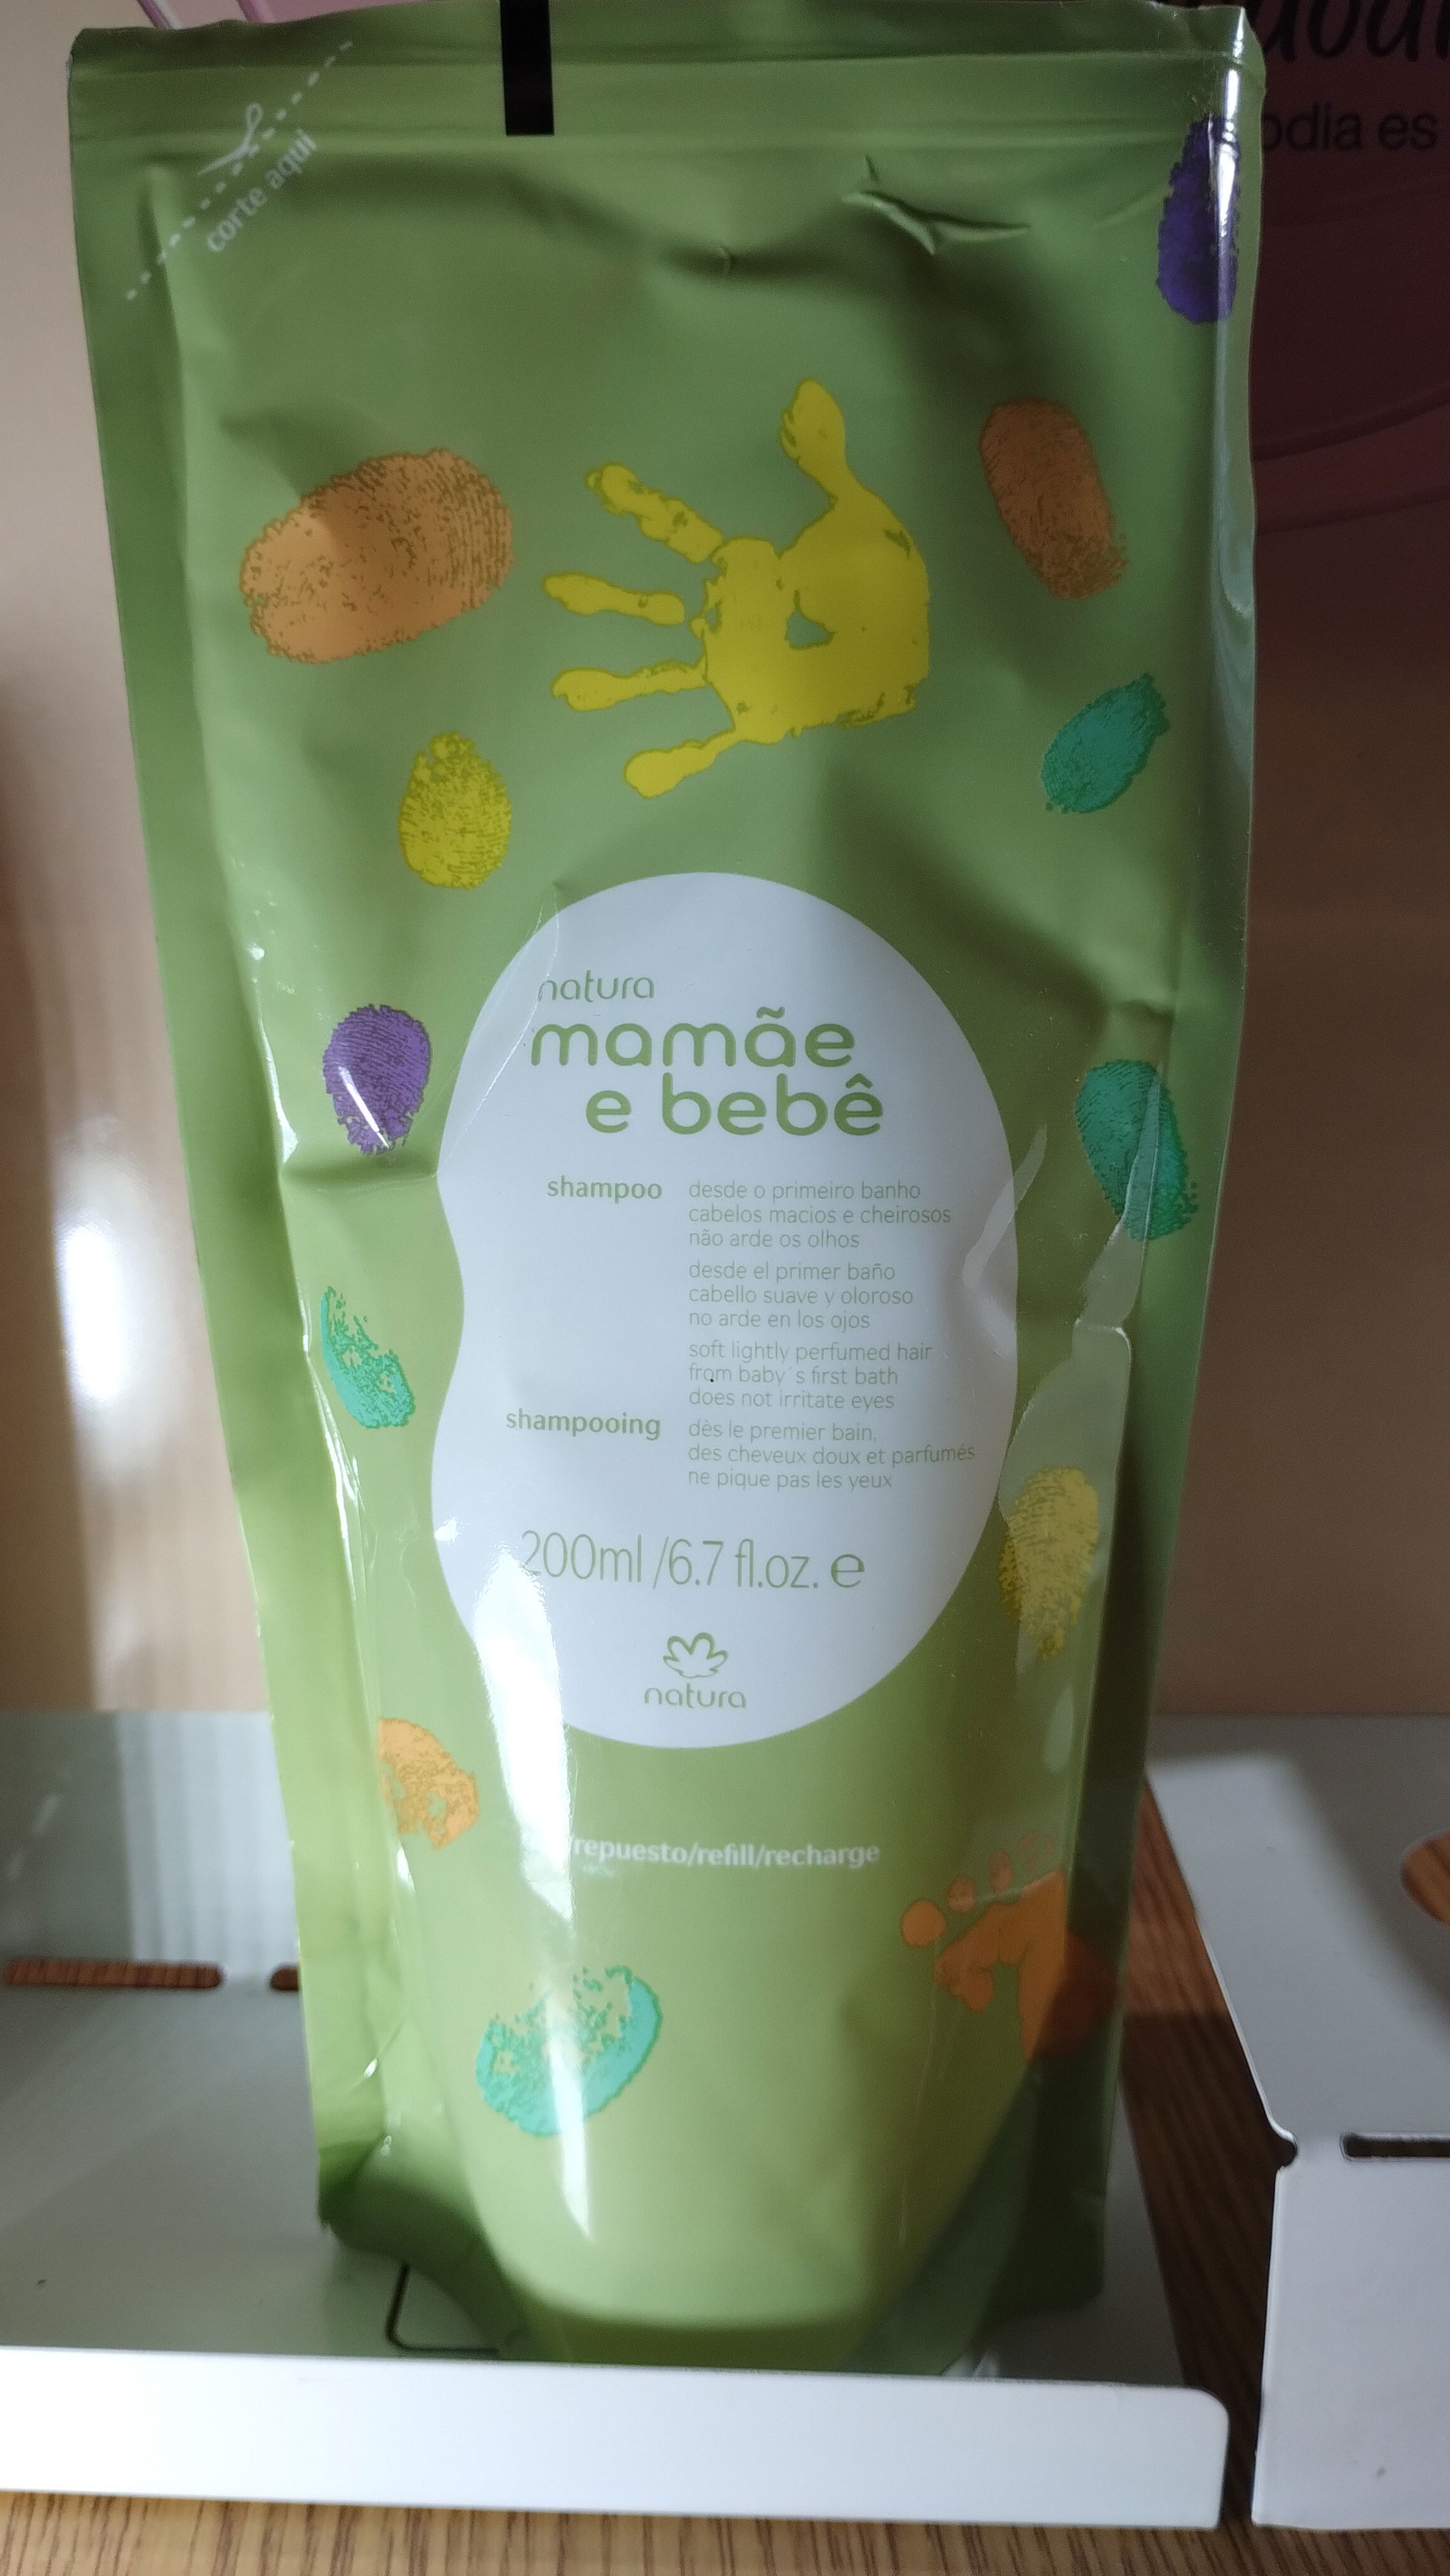 corte aqui
odia es
natura
mamãe
e bebê
shampoo
desde o primeiro banho
cabelos macios e cheirosos
não arde os olhos
desde el primer baño
cabello suave y oloroso
no arde en los ojos
soft lightly perfumed hair
from baby´s first bath
does not irritate eyes
shampooing
dès le premier bain,
des cheveux doux et parfumés
ne pique pas les yeux
200ml /6.7 fl.oz. e
natura
/repuesto/refill/recharge